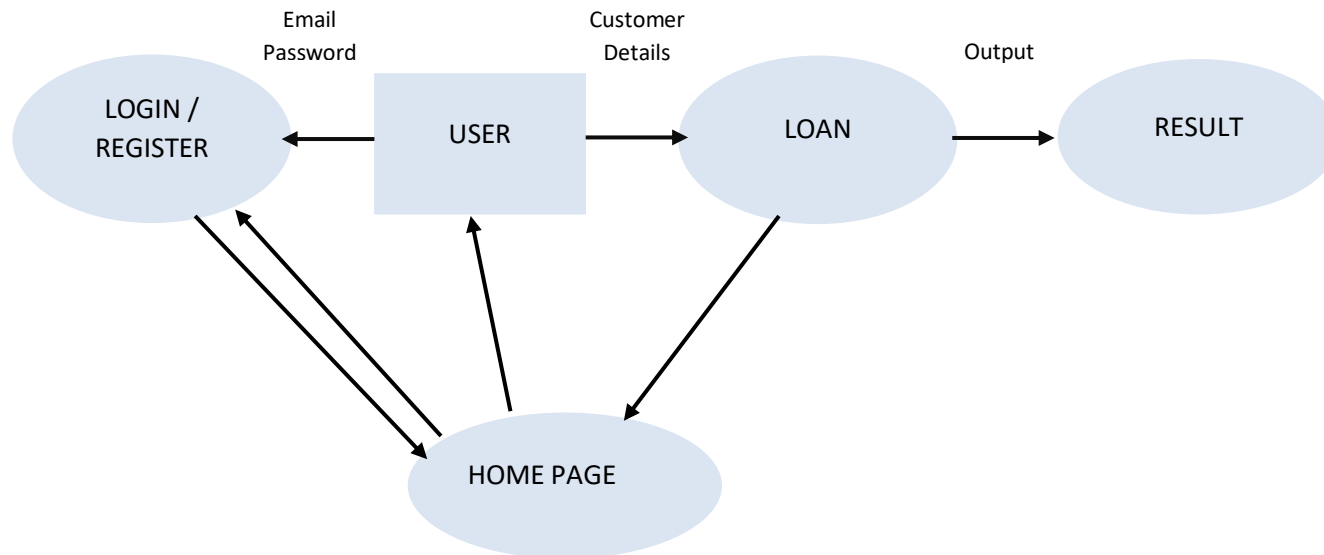 Email
Password
Customer
Details
Output
LOGIN /
REGISTER
USER
LOAN
RESULT
HOME PAGE